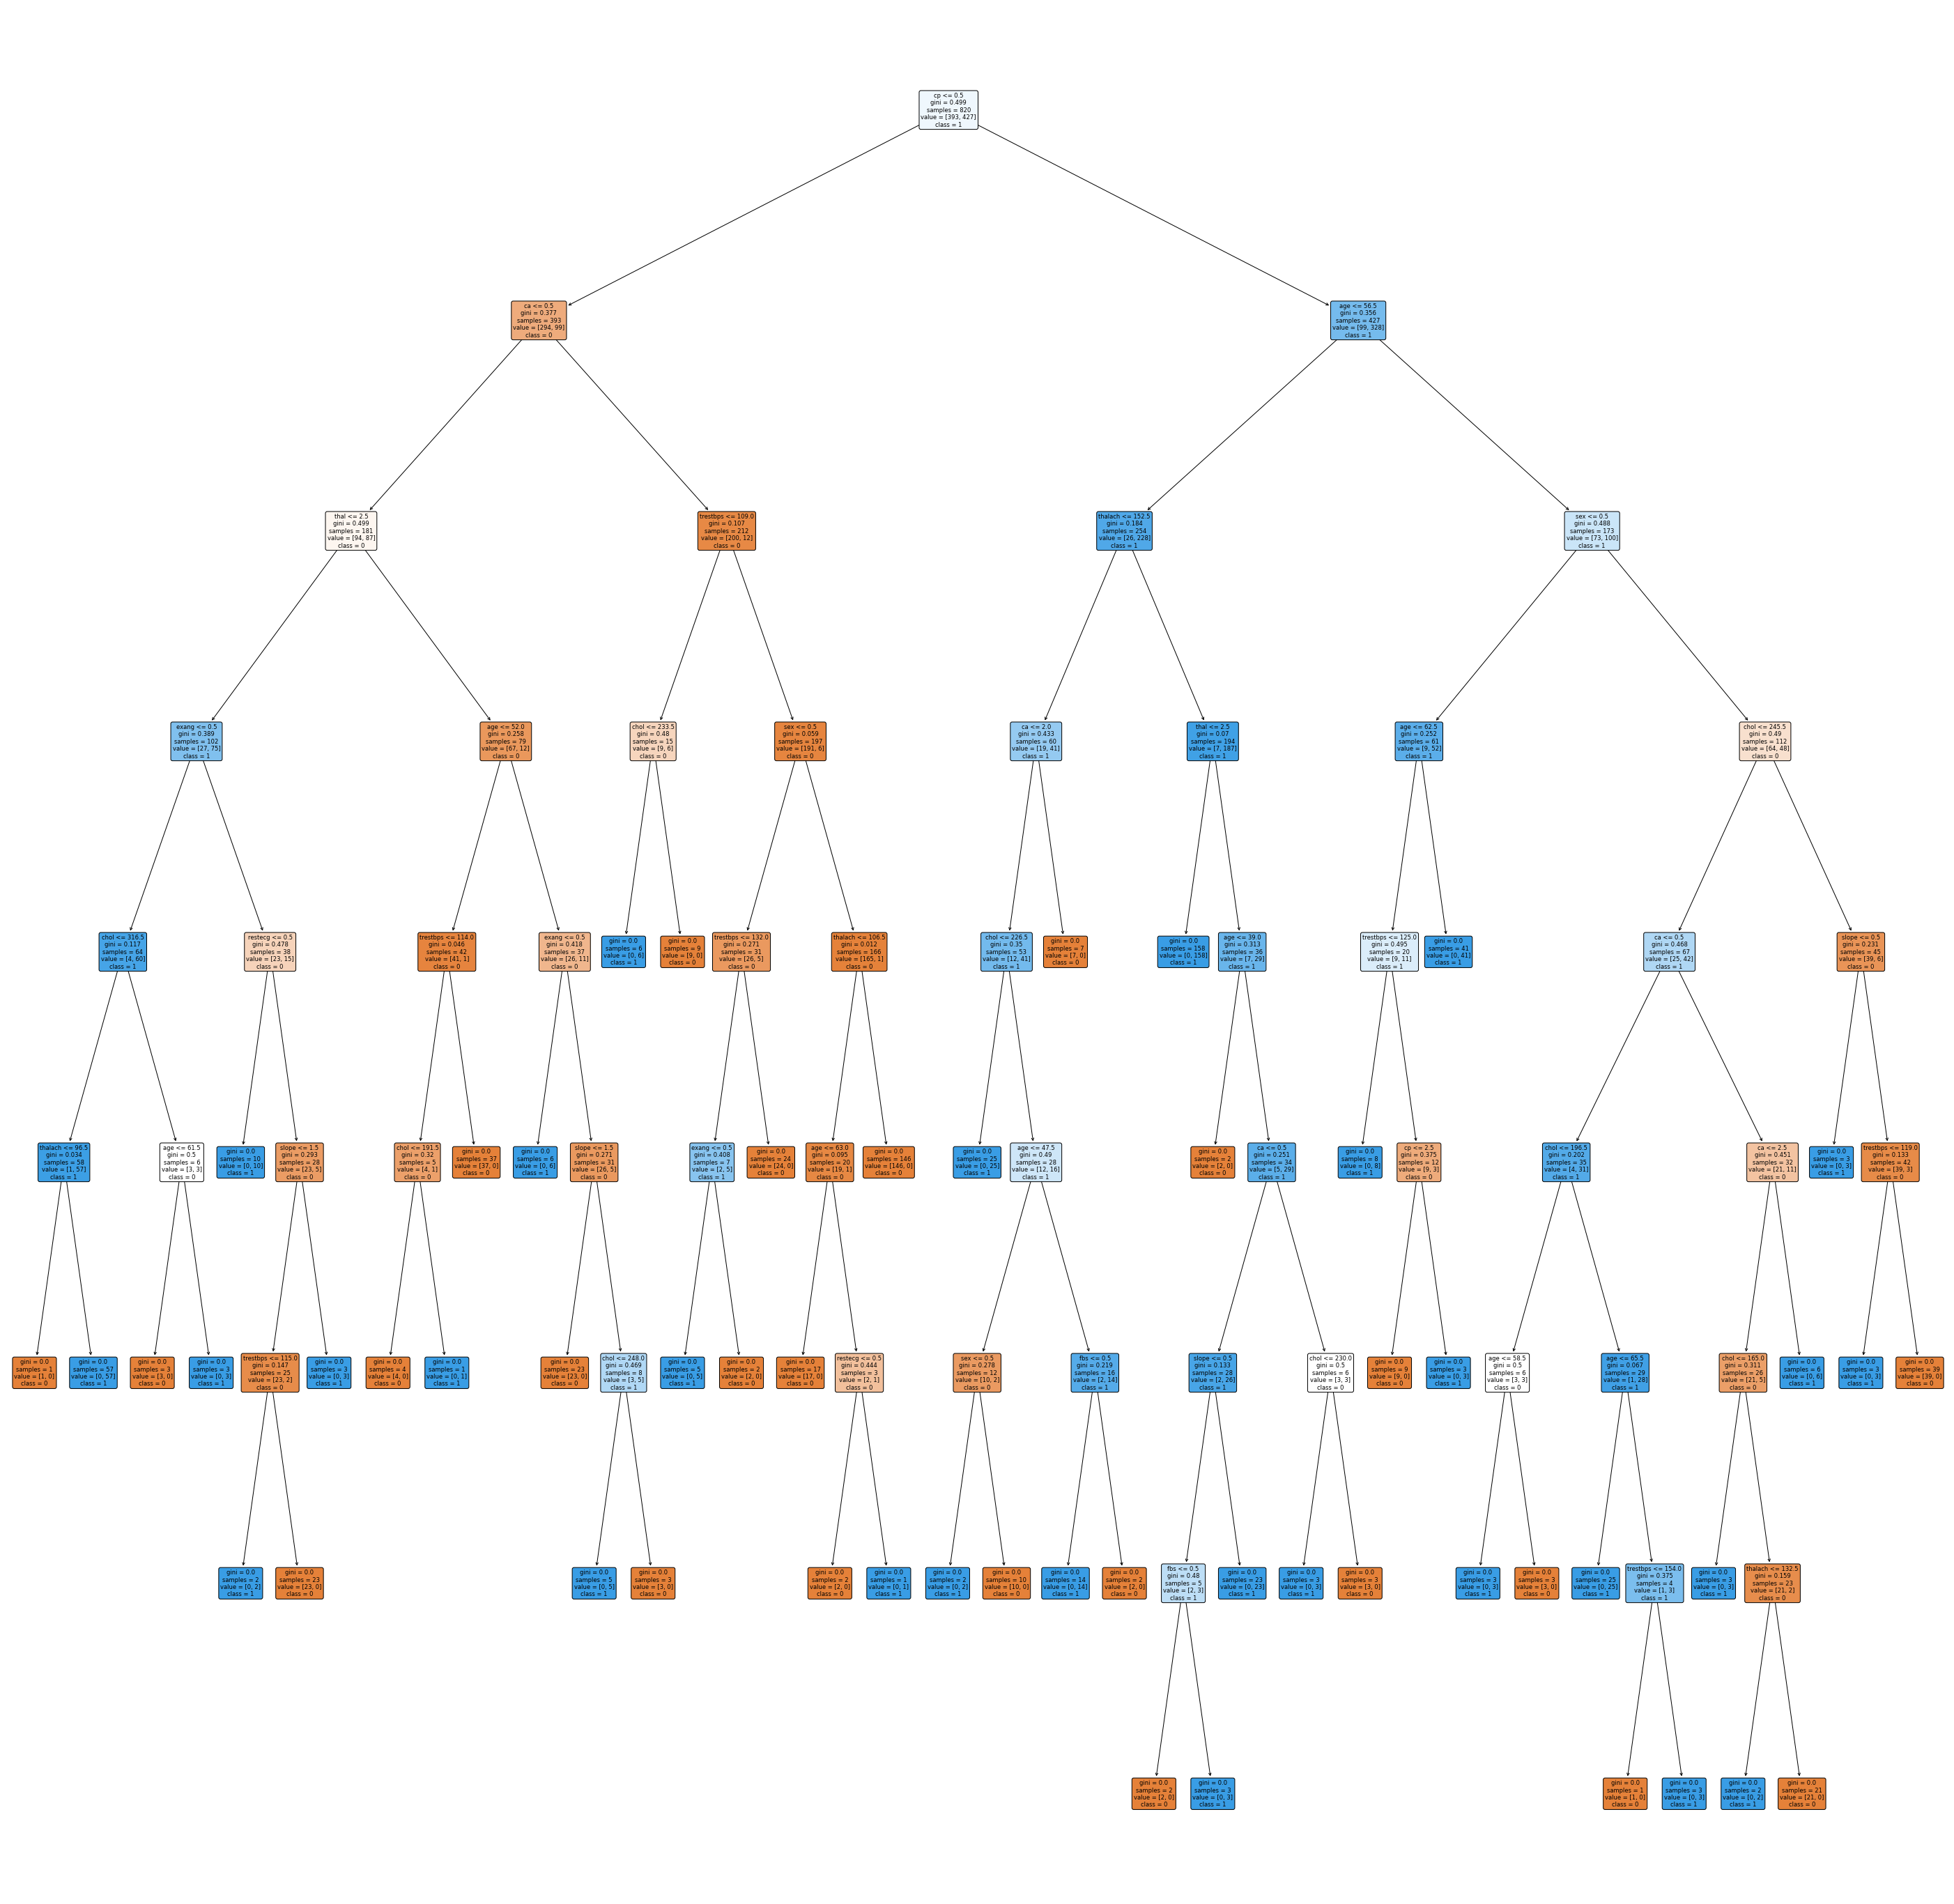 cp <= 0.5
gini = 0.499
samples = 820
value = [393, 427]
class = 1
ca <= 0.5
gini = 0.377
samples = 393
value = [294, 99]
class = 0
age <= 56.5
gini = 0.356
samples = 427
value = [99, 328]
class = 1
thal <= 2.5
gini = 0.499
samples = 181
value = [94, 87]
class = 0
trestbps <= 109.0
gini = 0.107
samples = 212
value = [200, 12]
class = 0
thalach <= 152.5
gini = 0.184
samples = 254
value = [26, 228]
class = 1
sex <= 0.5
gini = 0.488
samples = 173
value = [73, 100]
class = 1
exang <= 0.5
gini = 0.389
samples = 102
value = [27, 75]
class = 1
age <= 52.0
gini = 0.258
samples = 79
value = [67, 12]
class = 0
chol <= 233.5
gini = 0.48
samples = 15
value = [9, 6]
class = 0
sex <= 0.5
gini = 0.059
samples = 197
value = [191, 6]
class = 0
ca <= 2.0
gini = 0.433
samples = 60
value = [19, 41]
class = 1
thal <= 2.5
gini = 0.07
samples = 194
value = [7, 187]
class = 1
age <= 62.5
gini = 0.252
samples = 61
value = [9, 52]
class = 1
chol <= 245.5
gini = 0.49
samples = 112
value = [64, 48]
class = 0
chol <= 316.5
gini = 0.117
samples = 64
value = [4, 60]
class = 1
restecg <= 0.5
gini = 0.478
samples = 38
value = [23, 15]
class = 0
trestbps <= 114.0
gini = 0.046
samples = 42
value = [41, 1]
class = 0
exang <= 0.5
gini = 0.418
samples = 37
value = [26, 11]
class = 0
gini = 0.0
samples = 6
value = [0, 6]
class = 1
gini = 0.0
samples = 9
value = [9, 0]
class = 0
trestbps <= 132.0
gini = 0.271
samples = 31
value = [26, 5]
class = 0
thalach <= 106.5
gini = 0.012
samples = 166
value = [165, 1]
class = 0
chol <= 226.5
gini = 0.35
samples = 53
value = [12, 41]
class = 1
gini = 0.0
samples = 7
value = [7, 0]
class = 0
gini = 0.0
samples = 158
value = [0, 158]
class = 1
age <= 39.0
gini = 0.313
samples = 36
value = [7, 29]
class = 1
trestbps <= 125.0
gini = 0.495
samples = 20
value = [9, 11]
class = 1
gini = 0.0
samples = 41
value = [0, 41]
class = 1
ca <= 0.5
gini = 0.468
samples = 67
value = [25, 42]
class = 1
slope <= 0.5
gini = 0.231
samples = 45
value = [39, 6]
class = 0
thalach <= 96.5
gini = 0.034
samples = 58
value = [1, 57]
class = 1
age <= 61.5
gini = 0.5
samples = 6
value = [3, 3]
class = 0
gini = 0.0
samples = 10
value = [0, 10]
class = 1
slope <= 1.5
gini = 0.293
samples = 28
value = [23, 5]
class = 0
chol <= 191.5
gini = 0.32
samples = 5
value = [4, 1]
class = 0
gini = 0.0
samples = 37
value = [37, 0]
class = 0
gini = 0.0
samples = 6
value = [0, 6]
class = 1
slope <= 1.5
gini = 0.271
samples = 31
value = [26, 5]
class = 0
exang <= 0.5
gini = 0.408
samples = 7
value = [2, 5]
class = 1
gini = 0.0
samples = 24
value = [24, 0]
class = 0
age <= 63.0
gini = 0.095
samples = 20
value = [19, 1]
class = 0
gini = 0.0
samples = 146
value = [146, 0]
class = 0
gini = 0.0
samples = 25
value = [0, 25]
class = 1
age <= 47.5
gini = 0.49
samples = 28
value = [12, 16]
class = 1
gini = 0.0
samples = 2
value = [2, 0]
class = 0
ca <= 0.5
gini = 0.251
samples = 34
value = [5, 29]
class = 1
gini = 0.0
samples = 8
value = [0, 8]
class = 1
cp <= 2.5
gini = 0.375
samples = 12
value = [9, 3]
class = 0
chol <= 196.5
gini = 0.202
samples = 35
value = [4, 31]
class = 1
ca <= 2.5
gini = 0.451
samples = 32
value = [21, 11]
class = 0
gini = 0.0
samples = 3
value = [0, 3]
class = 1
trestbps <= 119.0
gini = 0.133
samples = 42
value = [39, 3]
class = 0
gini = 0.0
samples = 1
value = [1, 0]
class = 0
gini = 0.0
samples = 57
value = [0, 57]
class = 1
gini = 0.0
samples = 3
value = [3, 0]
class = 0
gini = 0.0
samples = 3
value = [0, 3]
class = 1
trestbps <= 115.0
gini = 0.147
samples = 25
value = [23, 2]
class = 0
gini = 0.0
samples = 3
value = [0, 3]
class = 1
gini = 0.0
samples = 4
value = [4, 0]
class = 0
gini = 0.0
samples = 1
value = [0, 1]
class = 1
gini = 0.0
samples = 23
value = [23, 0]
class = 0
chol <= 248.0
gini = 0.469
samples = 8
value = [3, 5]
class = 1
gini = 0.0
samples = 5
value = [0, 5]
class = 1
gini = 0.0
samples = 2
value = [2, 0]
class = 0
gini = 0.0
samples = 17
value = [17, 0]
class = 0
restecg <= 0.5
gini = 0.444
samples = 3
value = [2, 1]
class = 0
sex <= 0.5
gini = 0.278
samples = 12
value = [10, 2]
class = 0
fbs <= 0.5
gini = 0.219
samples = 16
value = [2, 14]
class = 1
slope <= 0.5
gini = 0.133
samples = 28
value = [2, 26]
class = 1
chol <= 230.0
gini = 0.5
samples = 6
value = [3, 3]
class = 0
gini = 0.0
samples = 9
value = [9, 0]
class = 0
gini = 0.0
samples = 3
value = [0, 3]
class = 1
age <= 58.5
gini = 0.5
samples = 6
value = [3, 3]
class = 0
age <= 65.5
gini = 0.067
samples = 29
value = [1, 28]
class = 1
chol <= 165.0
gini = 0.311
samples = 26
value = [21, 5]
class = 0
gini = 0.0
samples = 6
value = [0, 6]
class = 1
gini = 0.0
samples = 3
value = [0, 3]
class = 1
gini = 0.0
samples = 39
value = [39, 0]
class = 0
gini = 0.0
samples = 2
value = [0, 2]
class = 1
gini = 0.0
samples = 23
value = [23, 0]
class = 0
gini = 0.0
samples = 5
value = [0, 5]
class = 1
gini = 0.0
samples = 3
value = [3, 0]
class = 0
gini = 0.0
samples = 2
value = [2, 0]
class = 0
gini = 0.0
samples = 1
value = [0, 1]
class = 1
gini = 0.0
samples = 2
value = [0, 2]
class = 1
gini = 0.0
samples = 10
value = [10, 0]
class = 0
gini = 0.0
samples = 14
value = [0, 14]
class = 1
gini = 0.0
samples = 2
value = [2, 0]
class = 0
fbs <= 0.5
gini = 0.48
samples = 5
value = [2, 3]
class = 1
gini = 0.0
samples = 23
value = [0, 23]
class = 1
gini = 0.0
samples = 3
value = [0, 3]
class = 1
gini = 0.0
samples = 3
value = [3, 0]
class = 0
gini = 0.0
samples = 3
value = [0, 3]
class = 1
gini = 0.0
samples = 3
value = [3, 0]
class = 0
gini = 0.0
samples = 25
value = [0, 25]
class = 1
trestbps <= 154.0
gini = 0.375
samples = 4
value = [1, 3]
class = 1
gini = 0.0
samples = 3
value = [0, 3]
class = 1
thalach <= 132.5
gini = 0.159
samples = 23
value = [21, 2]
class = 0
gini = 0.0
samples = 2
value = [2, 0]
class = 0
gini = 0.0
samples = 3
value = [0, 3]
class = 1
gini = 0.0
samples = 1
value = [1, 0]
class = 0
gini = 0.0
samples = 3
value = [0, 3]
class = 1
gini = 0.0
samples = 2
value = [0, 2]
class = 1
gini = 0.0
samples = 21
value = [21, 0]
class = 0